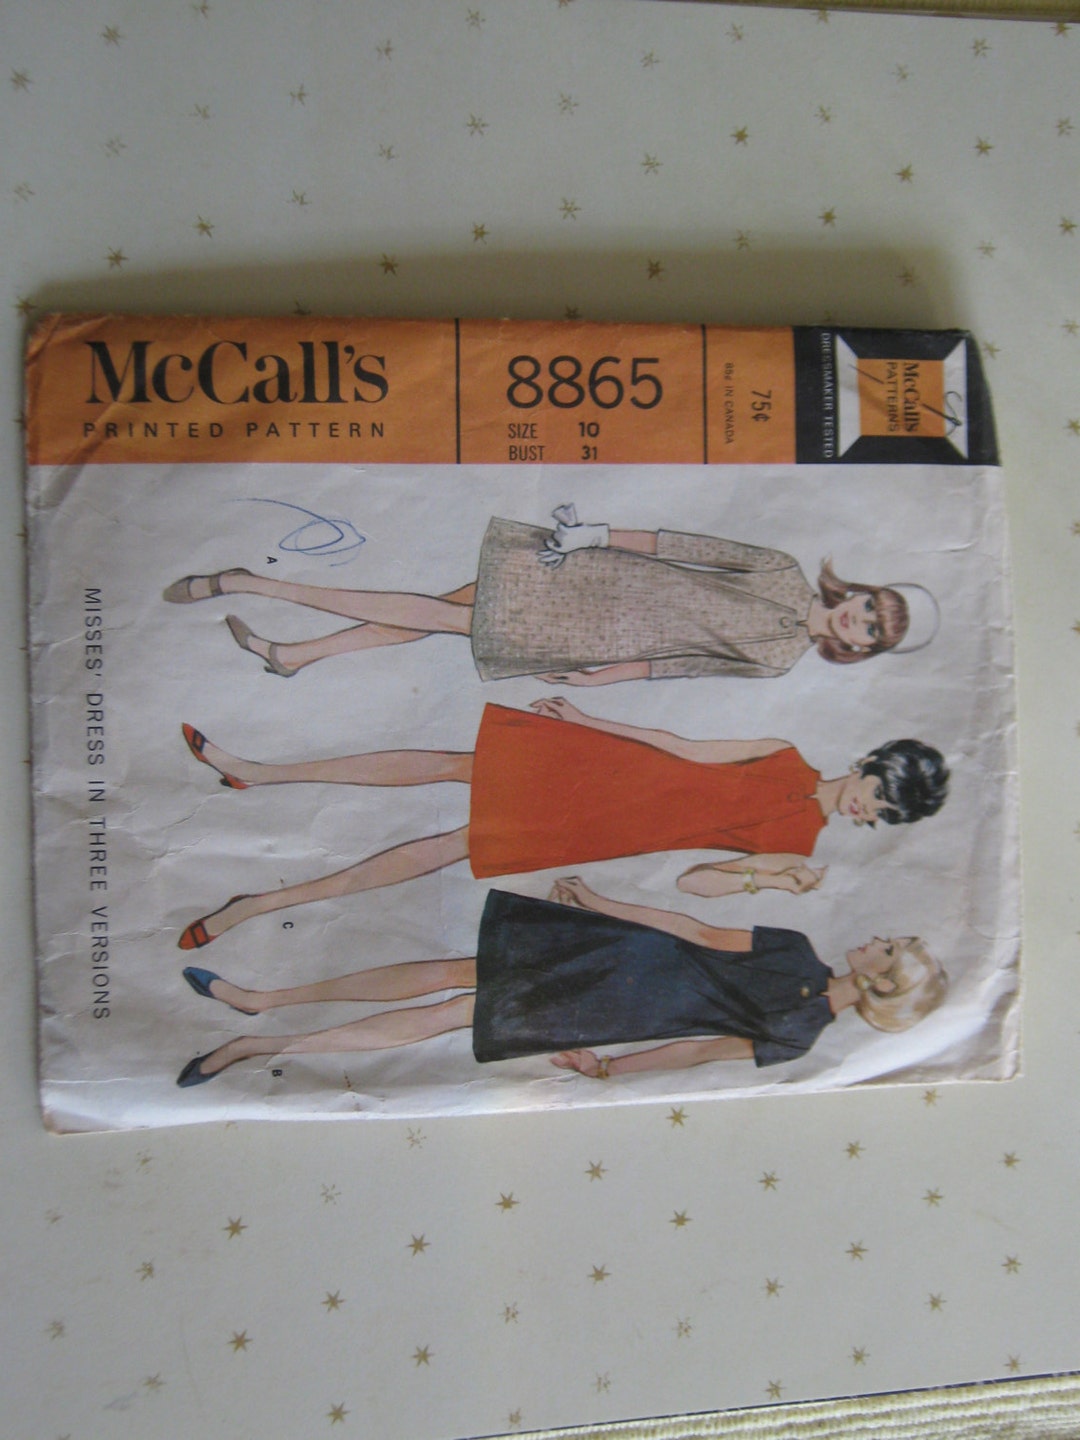 McCall's
PRINTED PATTERN
8865
SIZE 10
BUST 31
75¢
85¢ IN CANADA
McCall's
PATTERNS
DRESSMAKER TESTED
A
C
B
MISSES' DRESS IN THREE VERSIONS